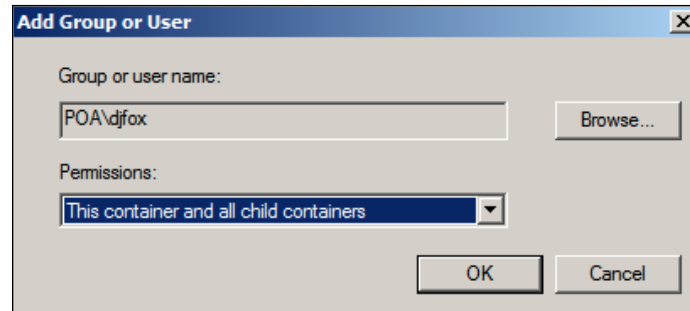 Add Group or User
Group or user name:
POA\djfox
Browse...
Permissions:
This container and all child containers
OK
Cancel